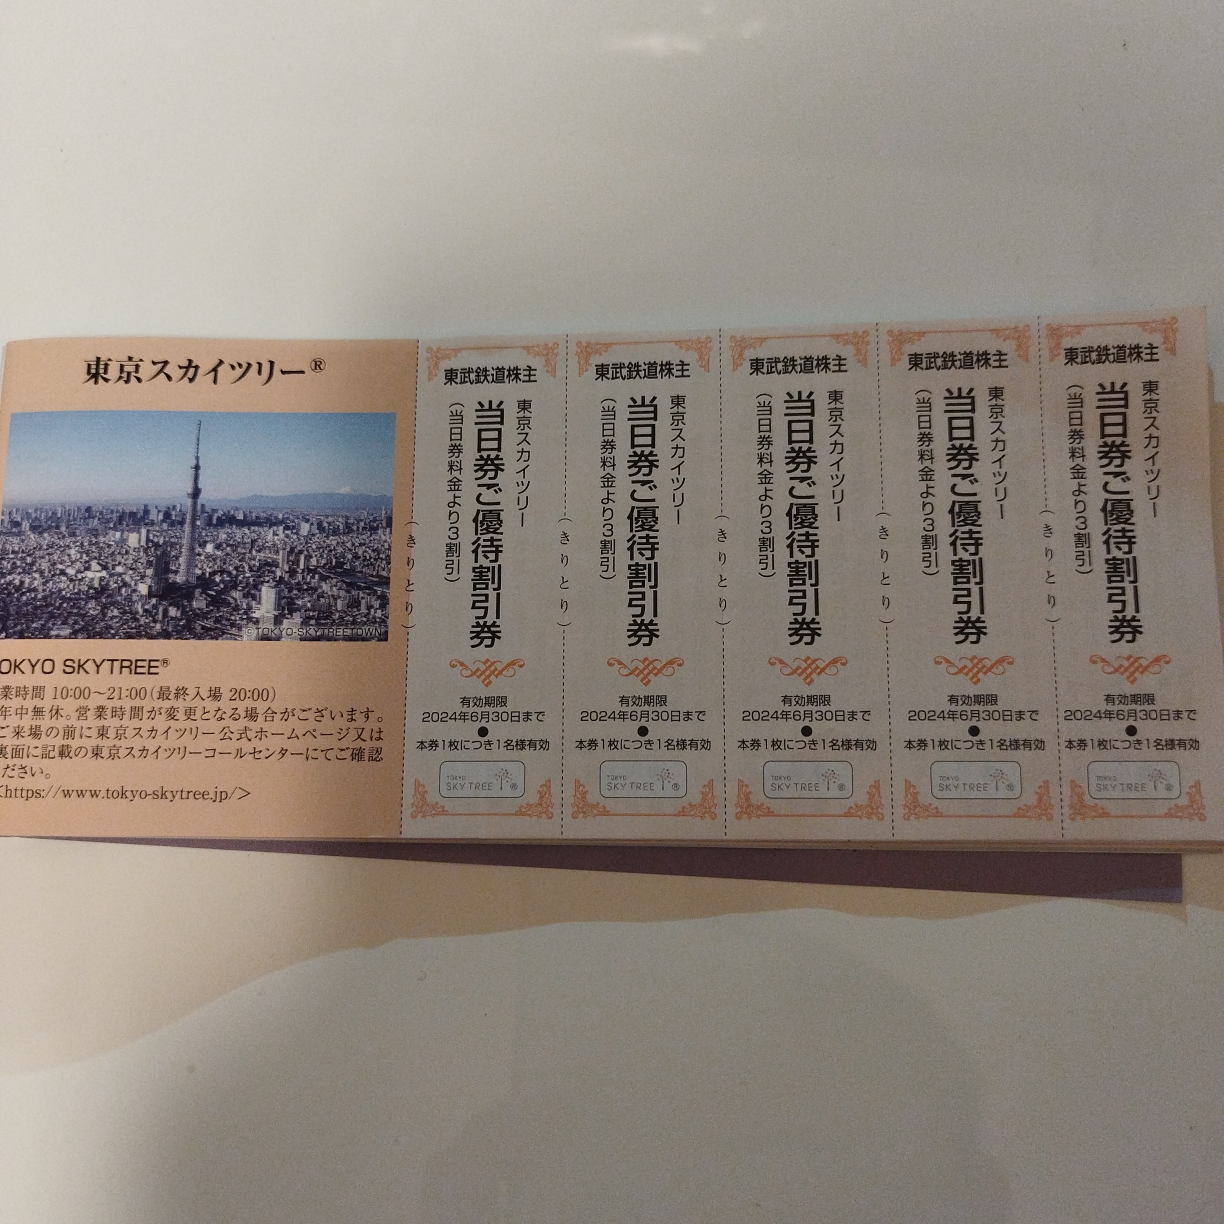 東京スカイツリー®
©TOKYO-SKYTREETOWN
OKYO SKYTREE®
業時間 10:00～21:00(最終入場 20:00)
年中無休。営業時間が変更となる場合がございます。
ご来場の前に東京スカイツリー公式ホームページ又は
裏面に記載の東京スカイツリーコールセンターにてご確認
ださい。
<https://www.tokyo-skytree.jp/>
(きりとり)
東武鉄道株主
東京スカイツリー
当日券ご優待割引券
(当日券料金より3割引)
有効期限
2024年6月30日まで
●
本券1枚につき1名様有効
TOKYO
SKYTREE®
(きりとり)
東武鉄道株主
東京スカイツリー
当日券ご優待割引券
(当日券料金より3割引)
有効期限
2024年6月30日まで
●
本券1枚につき1名様有効
TOKYO
SKYTREE®
(きりとり)
東武鉄道株主
東京スカイツリー
当日券ご優待割引券
(当日券料金より3割引)
有効期限
2024年6月30日まで
●
本券1枚につき1名様有効
TOKYO
SKYTREE®
(きりとり)
東武鉄道株主
東京スカイツリー
当日券ご優待割引券
(当日券料金より3割引)
有効期限
2024年6月30日まで
●
本券1枚につき1名様有効
TOKYO
SKYTREE®
(きりとり)
東武鉄道株主
東京スカイツリー
当日券ご優待割引券
(当日券料金より3割引)
有効期限
2024年6月30日まで
●
本券1枚につき1名様有効
TOKYO
SKYTREE®